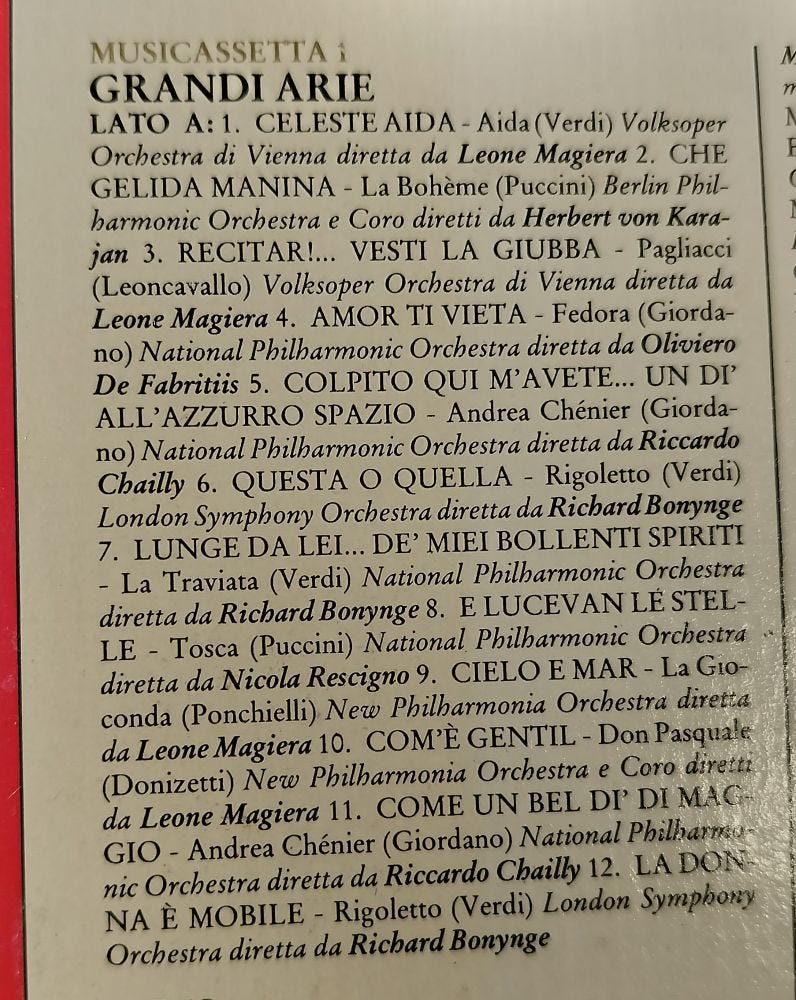 MUSICASSETTA 1
GRANDI ARIE
LATO A: 1. CELESTE AIDA - Aida (Verdi) Volksoper
Orchestra di Vienna diretta da Leone Magiera 2. CHE
GELIDA MANINA - La Bohème (Puccini) Berlin Phil-
harmonic Orchestra e Coro diretti da Herbert von Kara-
jan 3. RECITAR!... VESTI LA GIUBBA - Pagliacci
(Leoncavallo) Volksoper Orchestra di Vienna diretta da
Leone Magiera 4. AMOR TI VIETA - Fedora (Giorda-
no) National Philharmonic Orchestra diretta da Oliviero
De Fabritiis 5. COLPITO QUI M'AVETE... UN DI'
ALL'AZZURRO SPAZIO - Andrea Chénier (Giorda-
no) National Philharmonic Orchestra diretta da Riccardo
Chailly 6. QUESTA O QUELLA - Rigoletto (Verdi)
London Symphony Orchestra diretta da Richard Bonynge
7. LUNGE DA LEI... DE' MIEI BOLLENTI SPIRITI
- La Traviata (Verdi) National Philharmonic Orchestra
diretta da Richard Bonynge 8. E LUCEVAN LE STEL-
LE - Tosca (Puccini) National Philharmonic Orchestra
diretta da Nicola Rescigno 9. CIELO E MAR - La Gio-
conda (Ponchielli) New Philharmonia Orchestra diretta
da Leone Magiera 10. COM'È GENTIL - Don Pasquale
(Donizetti) New Philharmonia Orchestra e Coro diretti
da Leone Magiera 11. COME UN BEL DI' DI MAG-
GIO - Andrea Chénier (Giordano) National Philharmo-
nic Orchestra diretta da Riccardo Chailly 12. LA DON-
NA È MOBILE - Rigoletto (Verdi) London Symphony
Orchestra diretta da Richard Bonynge